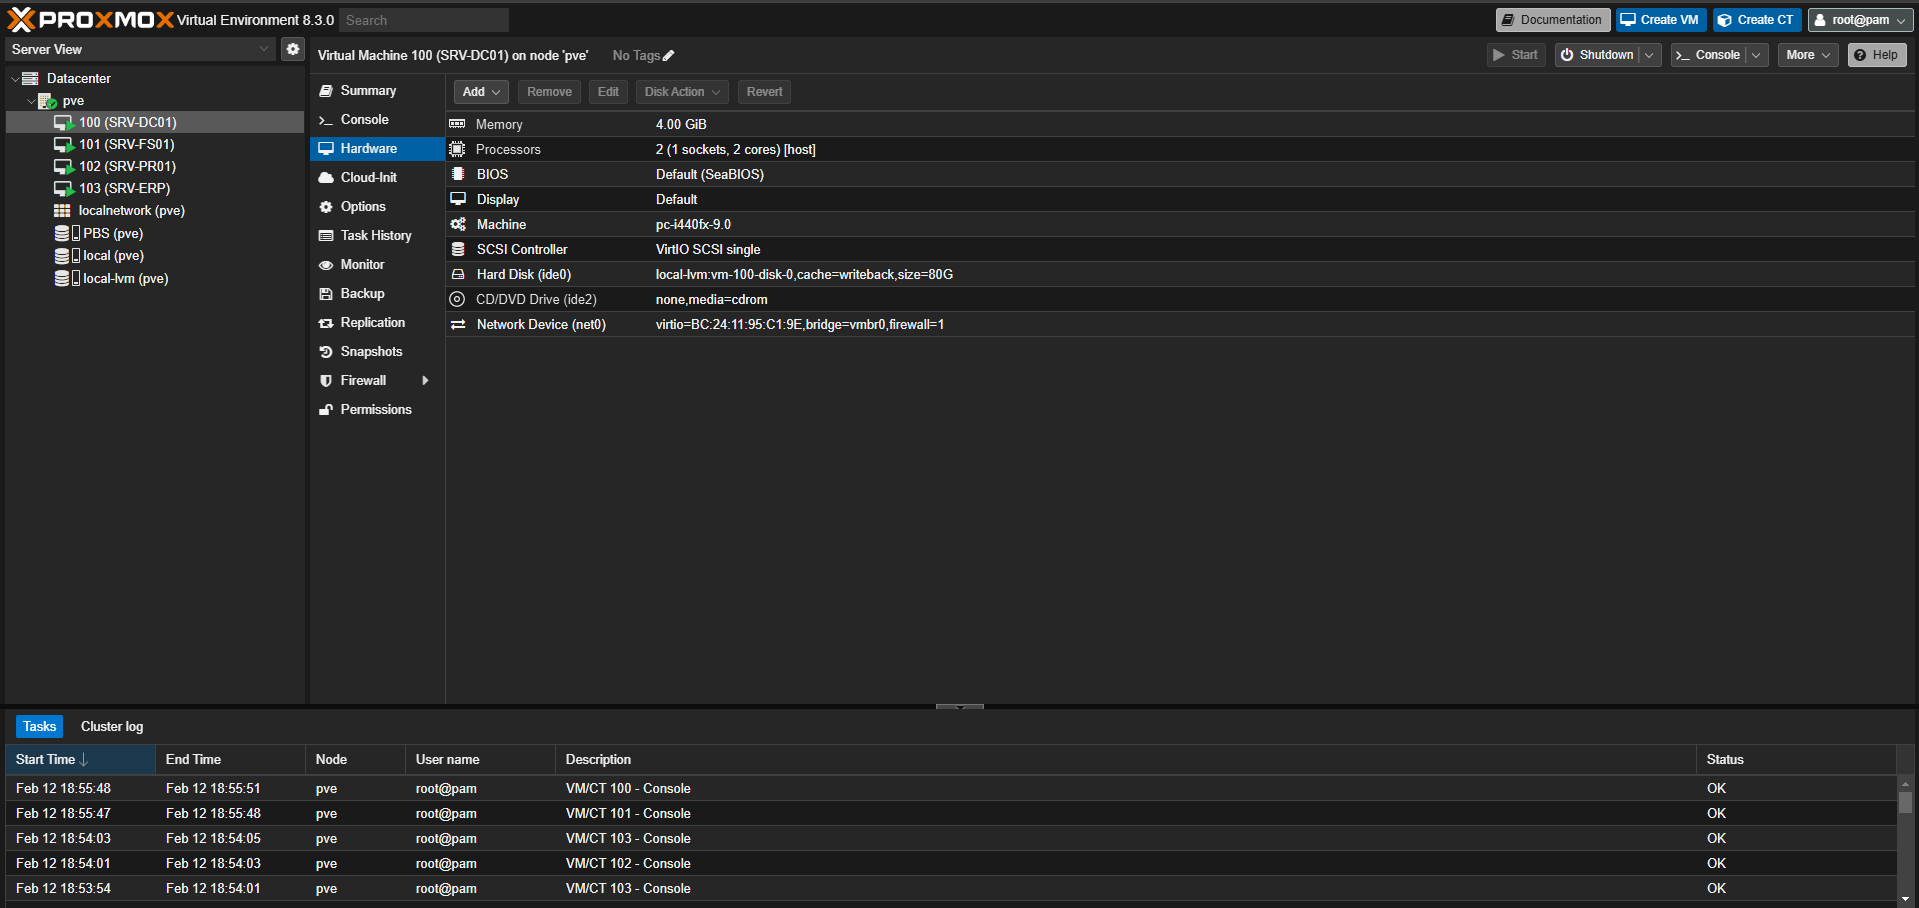 PROXMOX Virtual Environment 8.3.0 Search Documentation Create VM Create CT root@pam
Server View
Virtual Machine 100 (SRV-DC01) on node 'pve' No Tags Start Shutdown Console More Help
Datacenter
pve
100 (SRV-DC01)
101 (SRV-FS01)
102 (SRV-PR01)
103 (SRV-ERP)
localnetwork (pve)
PBS (pve)
local (pve)
local-lvm (pve)
Summary
Console
Hardware
Cloud-Init
Options
Task History
Monitor
Backup
Replication
Snapshots
Firewall
Permissions
Add Remove Edit Disk Action Revert
Memory 4.00 GiB
Processors 2 (1 sockets, 2 cores) [host]
BIOS Default (SeaBIOS)
Display Default
Machine pc-i440fx-9.0
SCSI Controller VirtIO SCSI single
Hard Disk (ide0) local-lvm:vm-100-disk-0,cache=writeback,size=80G
CD/DVD Drive (ide2) none,media=cdrom
Network Device (net0) virtio=BC:24:11:95:C1:9E,bridge=vmbr0,firewall=1
Tasks Cluster log
Start Time End Time Node User name Description Status
Feb 12 18:55:48 Feb 12 18:55:51 pve root@pam VM/CT 100 - Console OK
Feb 12 18:55:47 Feb 12 18:55:48 pve root@pam VM/CT 101 - Console OK
Feb 12 18:54:03 Feb 12 18:54:05 pve root@pam VM/CT 103 - Console OK
Feb 12 18:54:01 Feb 12 18:54:03 pve root@pam VM/CT 102 - Console OK
Feb 12 18:53:54 Feb 12 18:54:01 pve root@pam VM/CT 103 - Console OK